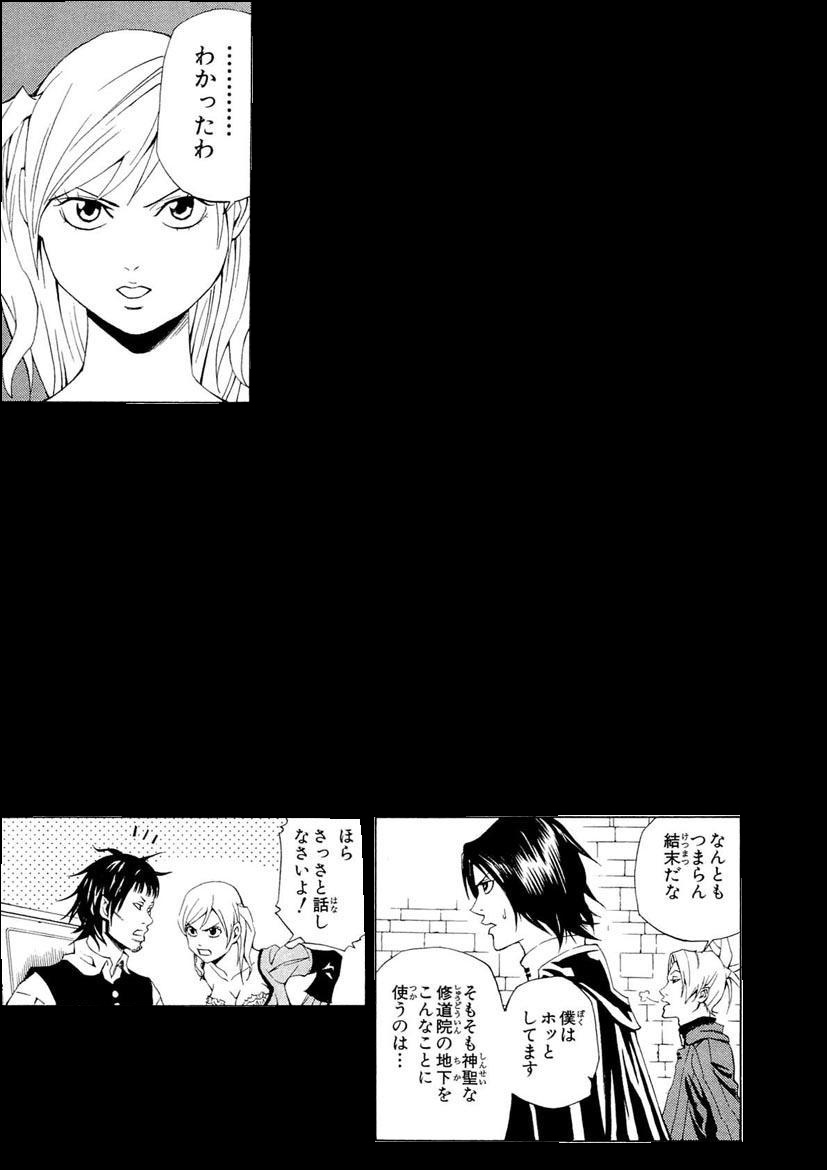 …………
わかったわ
なんとも
つまらん
結末だな
僕は
ホッと
してます
そもそも神聖な
修道院の地下を
こんなことに
使うのは…
ほら
さっさと話し
なさいよ！